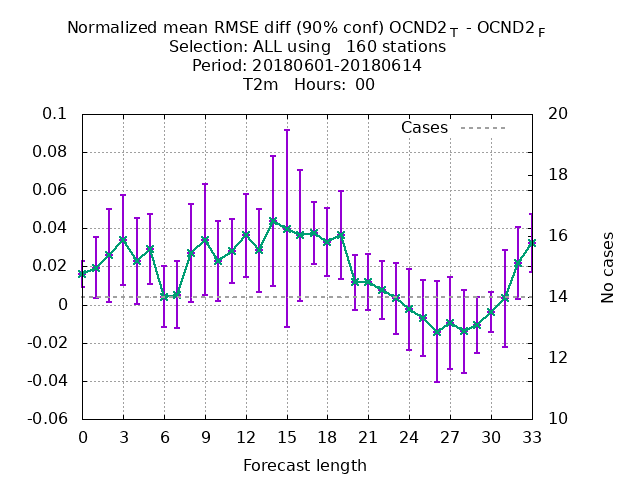 Normalized mean RMSE diff (90% conf) OCND2 T - OCND2 F
Selection: ALL using 160 stations
Period: 20180601-20180614
T2m Hours: 00
0.1
0.08
0.06
0.04
0.02
0
-0.02
-0.04
-0.06
Cases
20
18
16
14
12
10
No cases
0 3 6 9 12 15 18 21 24 27 30 33
Forecast length